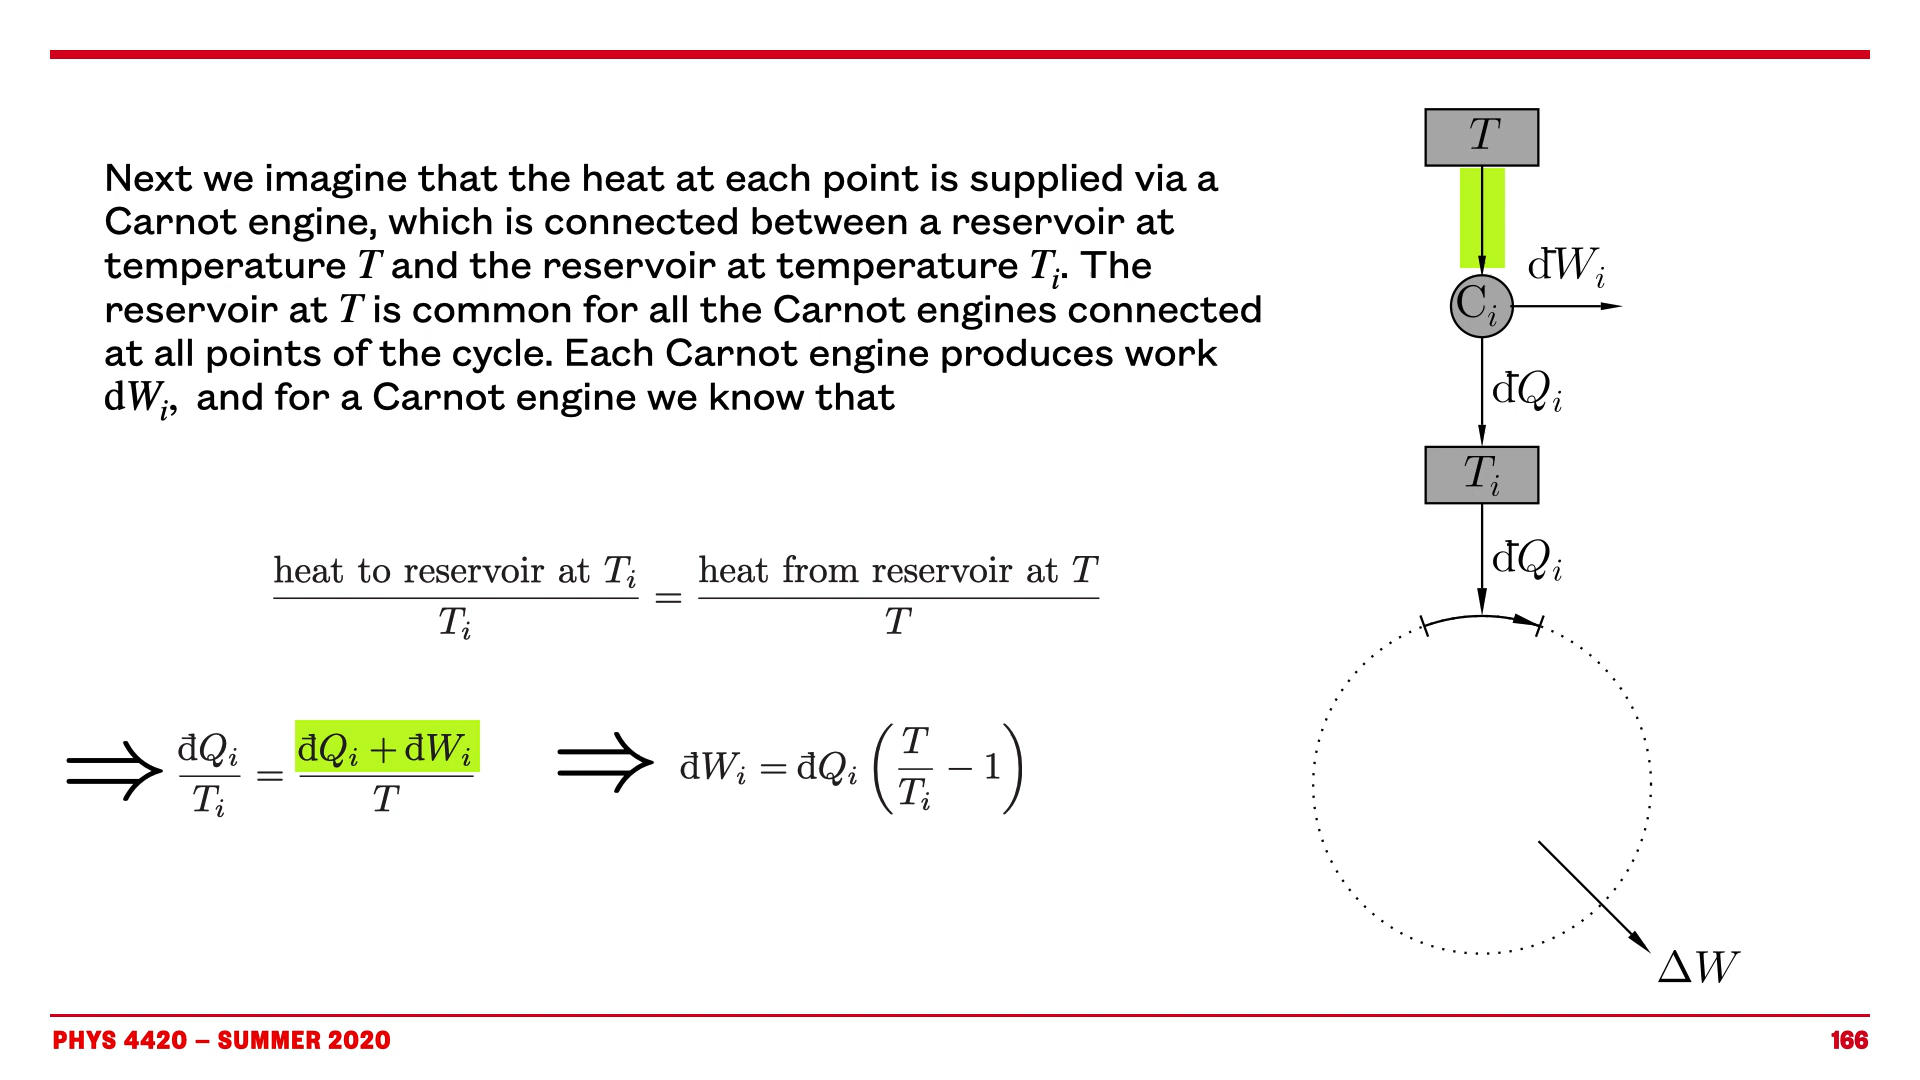 Next we imagine that the heat at each point is supplied via a
Carnot engine, which is connected between a reservoir at
temperature T and the reservoir at temperature Tᵢ. The
reservoir at T is common for all the Carnot engines connected
at all points of the cycle. Each Carnot engine produces work
dWᵢ, and for a Carnot engine we know that
heat to reservoir at Tᵢ / Tᵢ = heat from reservoir at T / T
⇒ đQᵢ / Tᵢ = (đQᵢ + đWᵢ) / T ⇒ đWᵢ = đQᵢ (T / Tᵢ − 1)
T
đWᵢ
Cᵢ
đQᵢ
Tᵢ
đQᵢ
ΔW
PHYS 4420 – SUMMER 2020
166